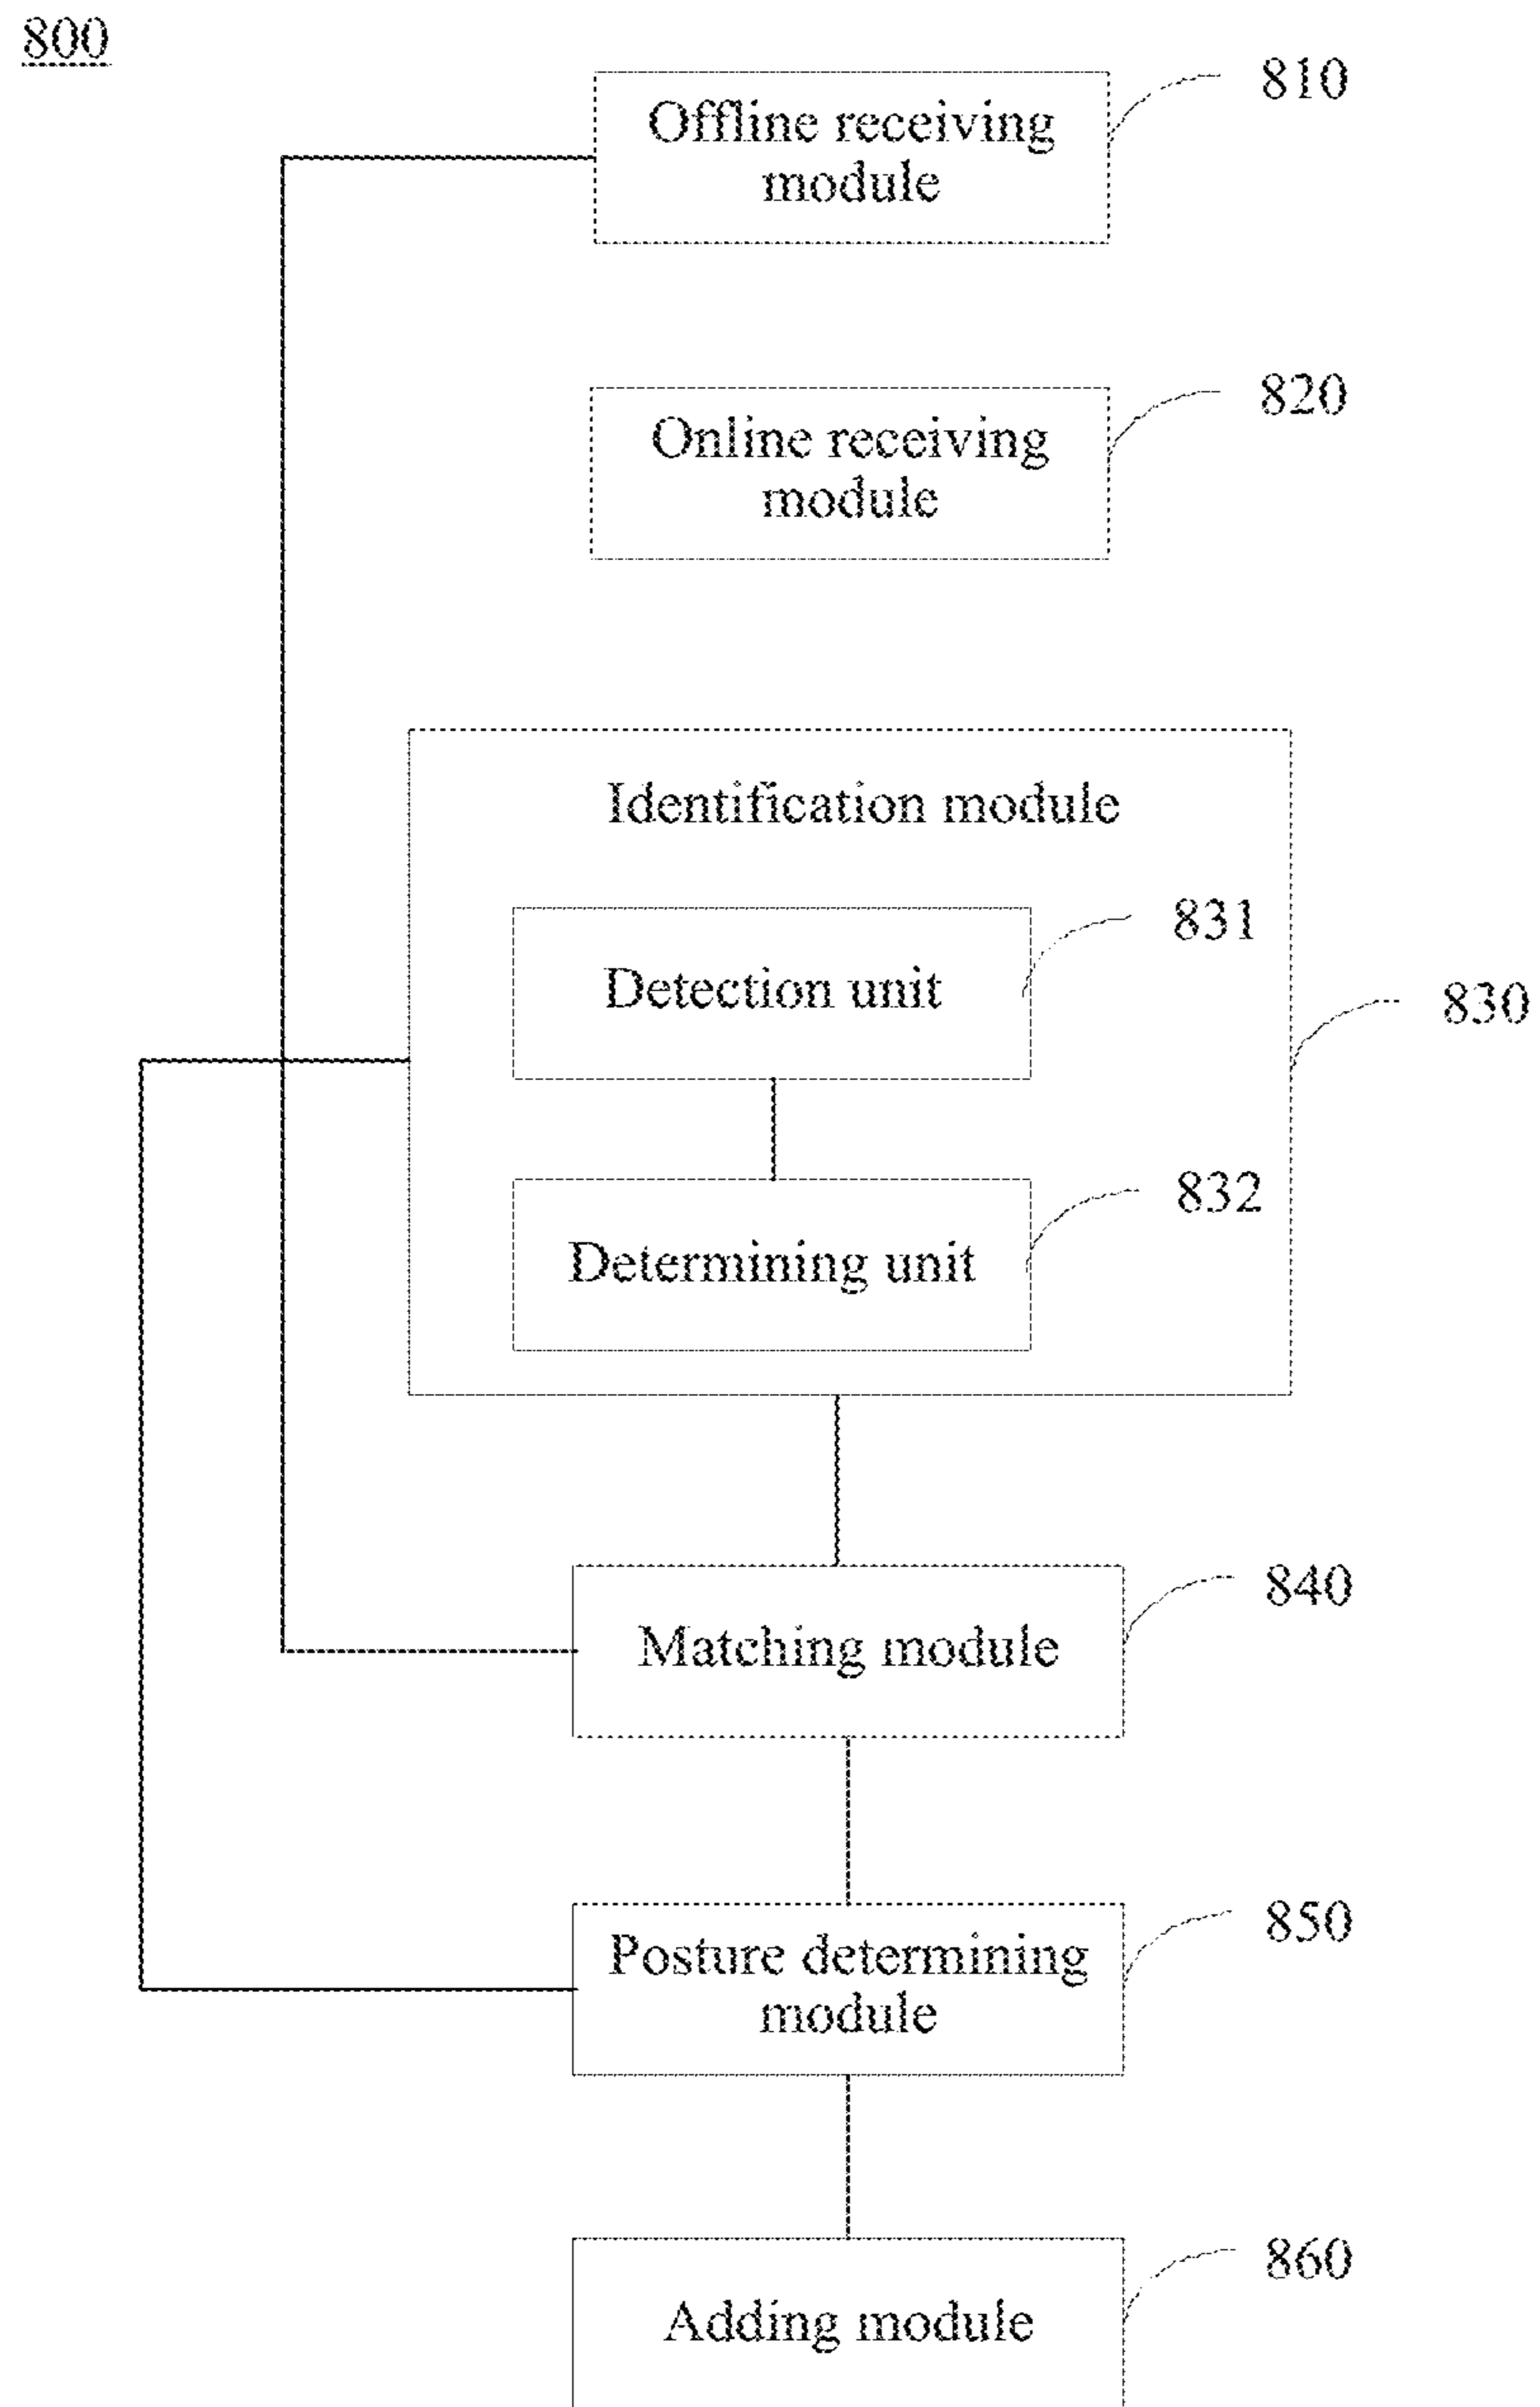 800
810
Offline receiving
module
820
Online receiving
module
Identification module
831
Detection unit
830
832
Determining unit
840
Matching module
850
Posture determining
module
860
Adding module